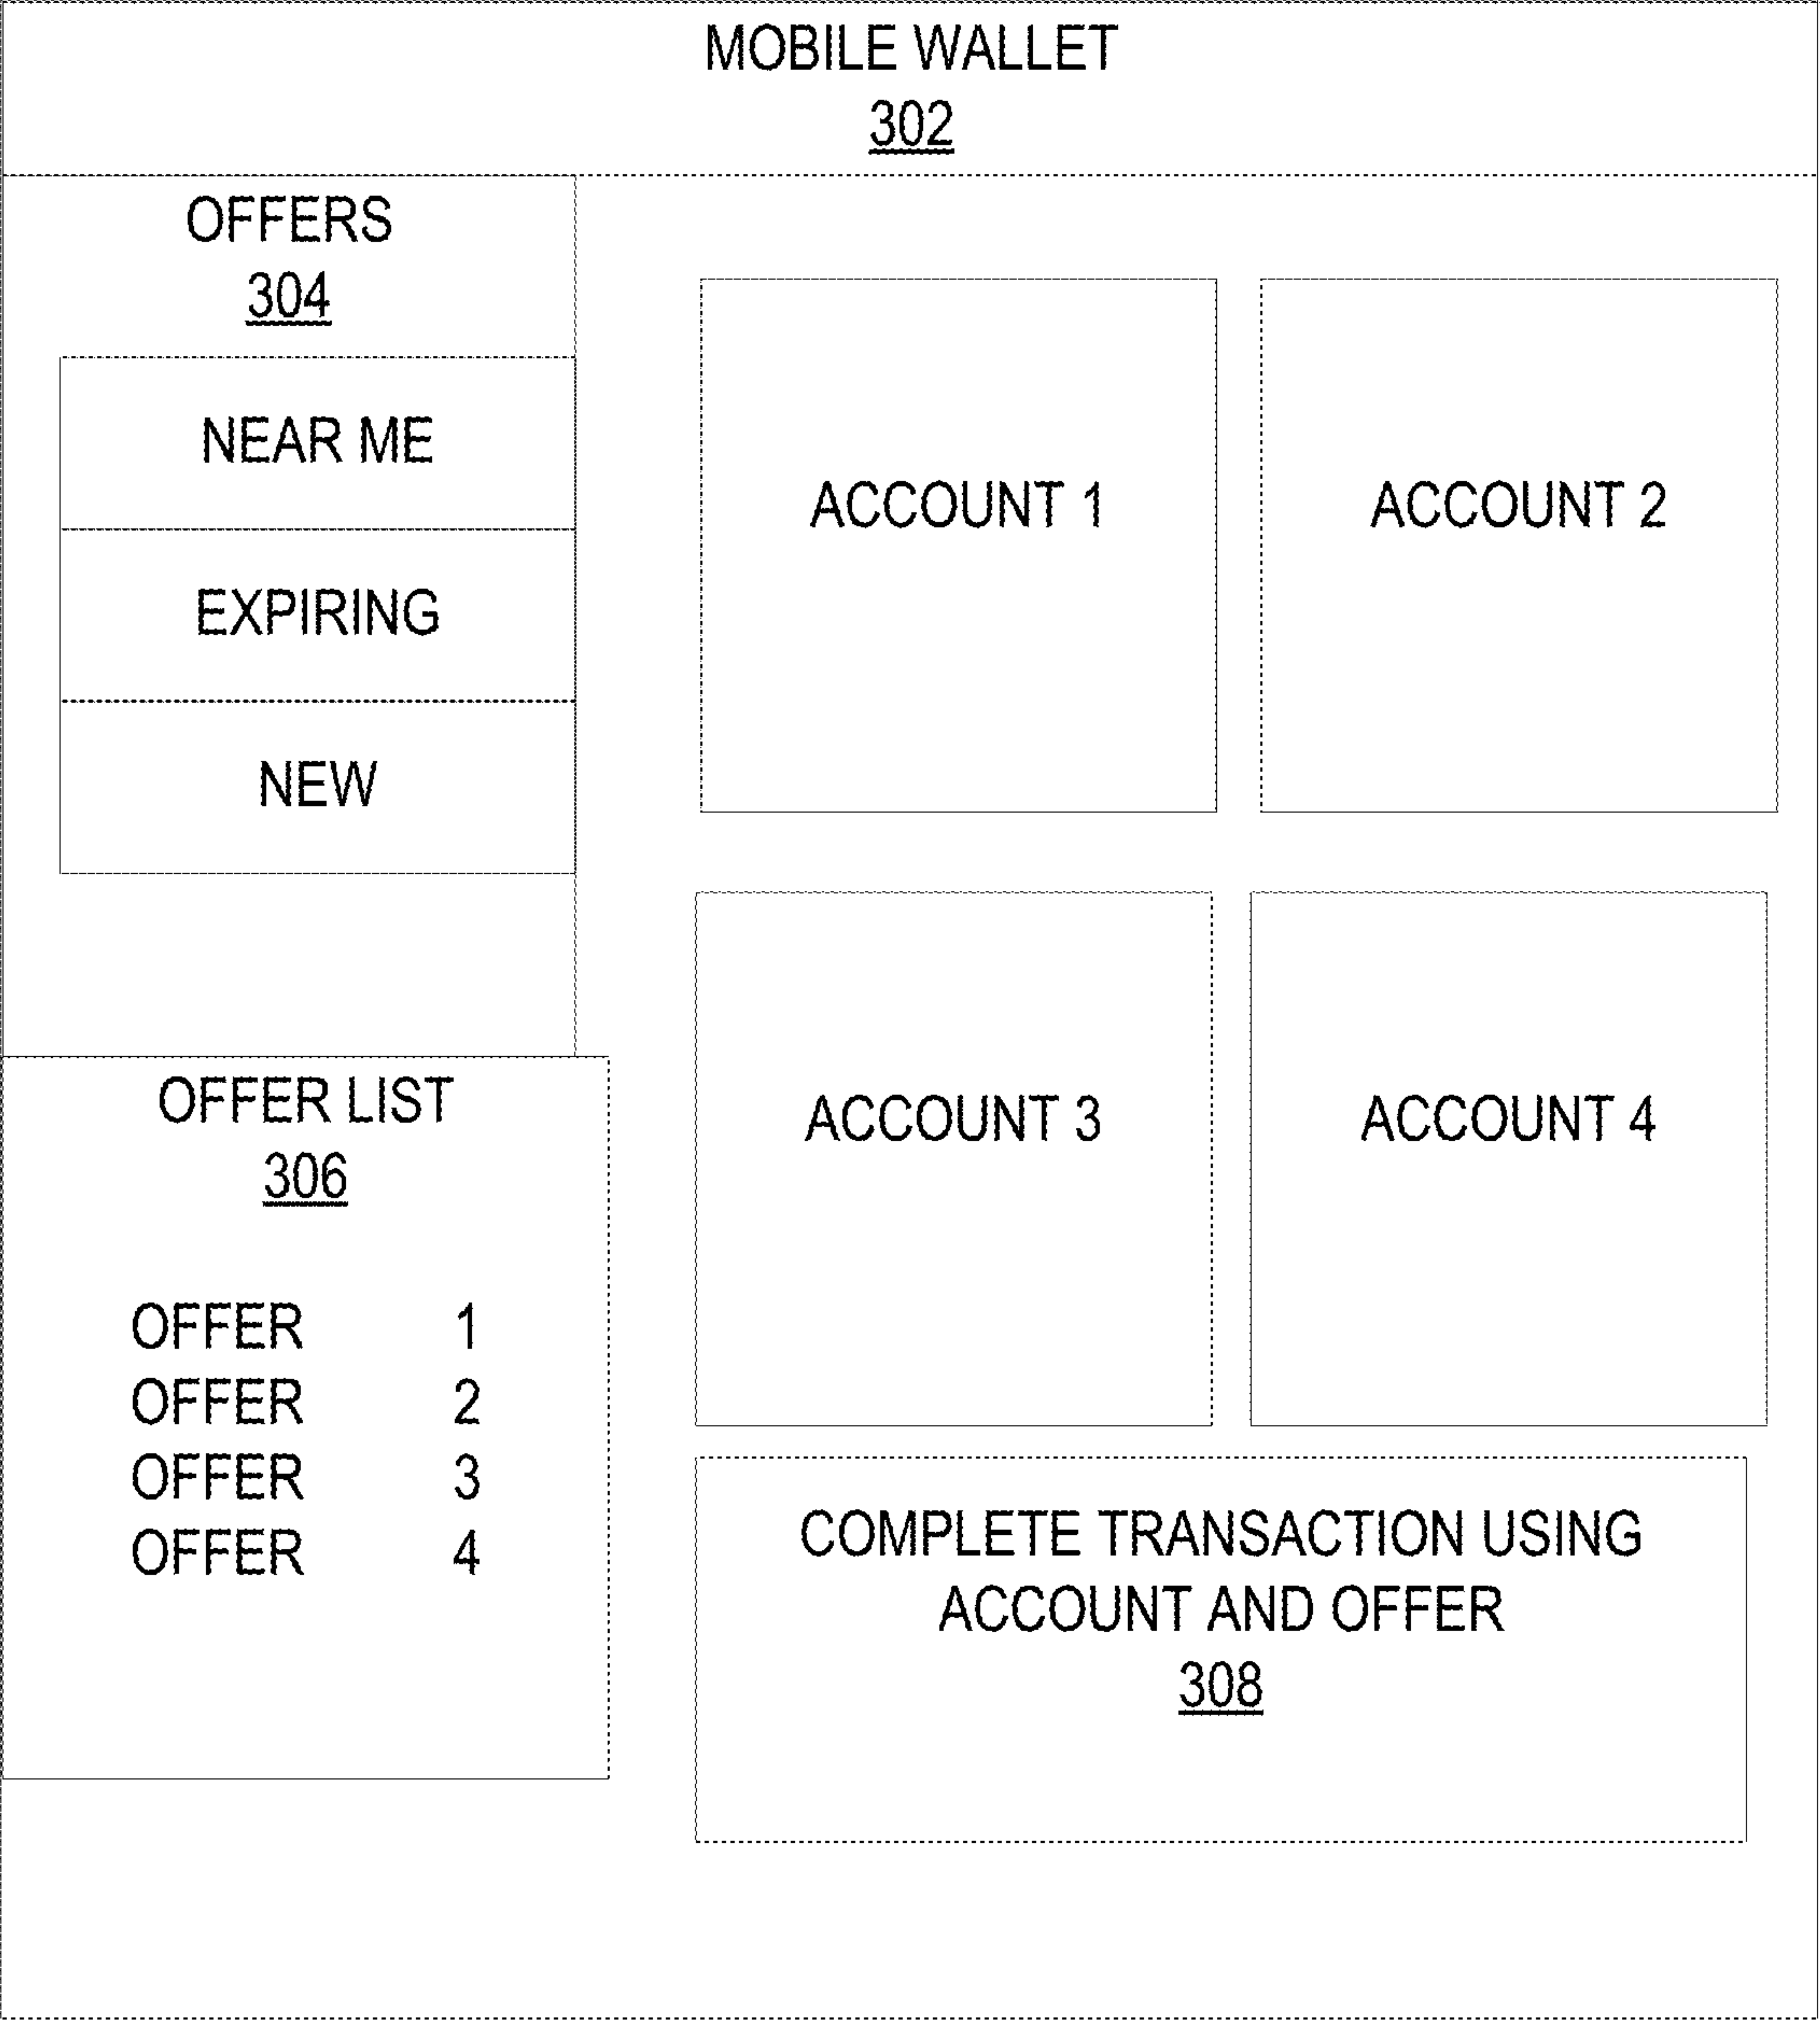 MOBILE WALLET
302
OFFERS
304
NEAR ME
EXPIRING
NEW
ACCOUNT 1
ACCOUNT 2
ACCOUNT 3
ACCOUNT 4
OFFER LIST
306
OFFER 1
OFFER 2
OFFER 3
OFFER 4
COMPLETE TRANSACTION USING
ACCOUNT AND OFFER
308